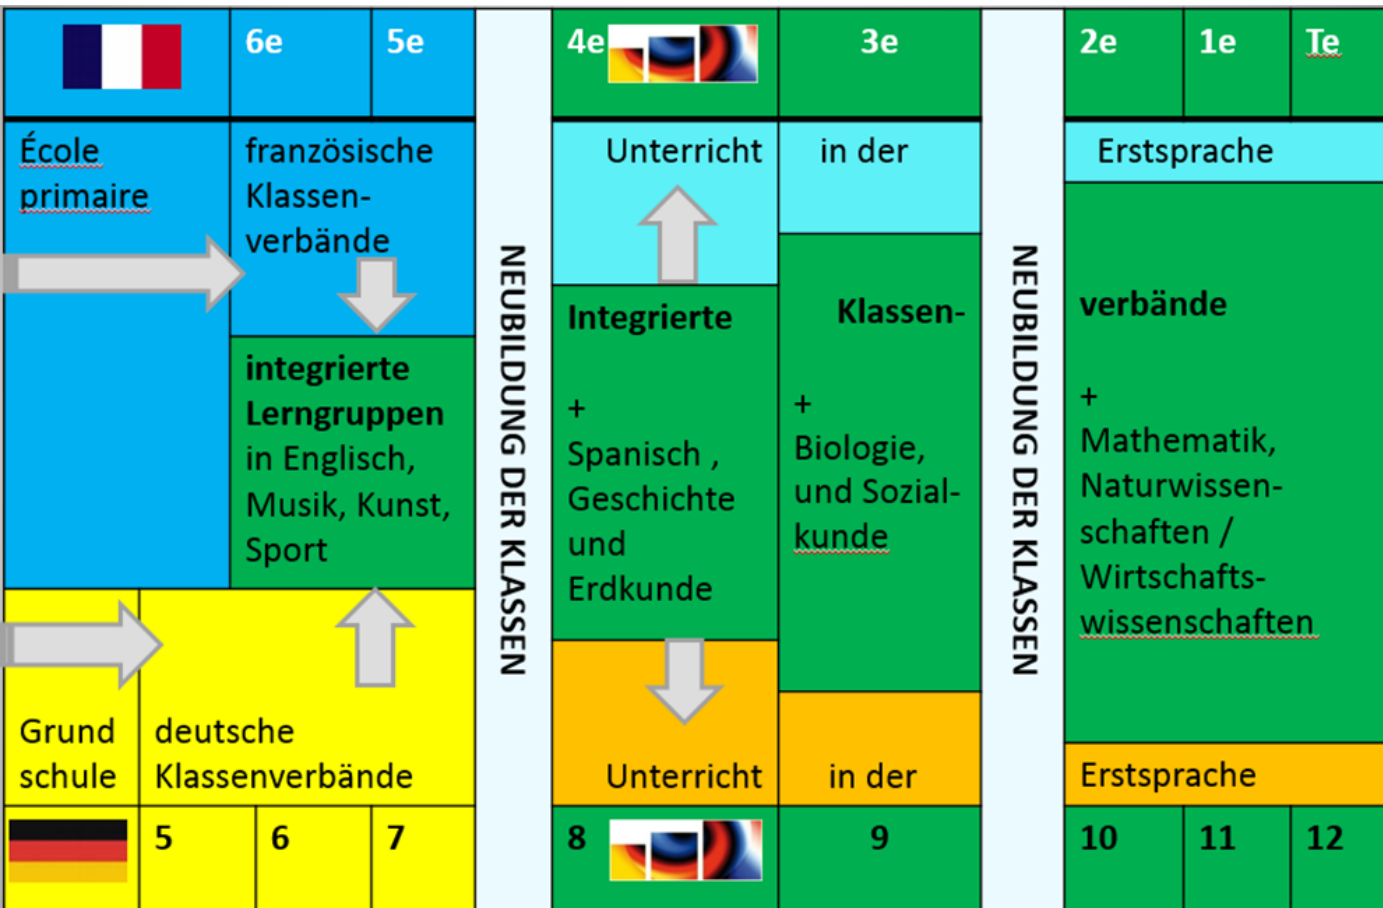 6e 5e
4e 3e
2e 1e Te
École
primaire
französische
Klassen-
verbände
integrierte
Lerngruppen
in Englisch,
Musik, Kunst,
Sport
Grund
schule
deutsche
Klassenverbände
5 6 7
NEUBILDUNG DER KLASSEN
Unterricht in der Erstsprache
Integrierte Klassen- verbände
+
Spanisch ,
Geschichte
und
Erdkunde
+
Biologie,
und Sozial-
kunde
NEUBILDUNG DER KLASSEN
+
Mathematik,
Naturwissen-
schaften /
Wirtschafts-
wissenschaften
Unterricht in der Erstsprache
8 9
10 11 12